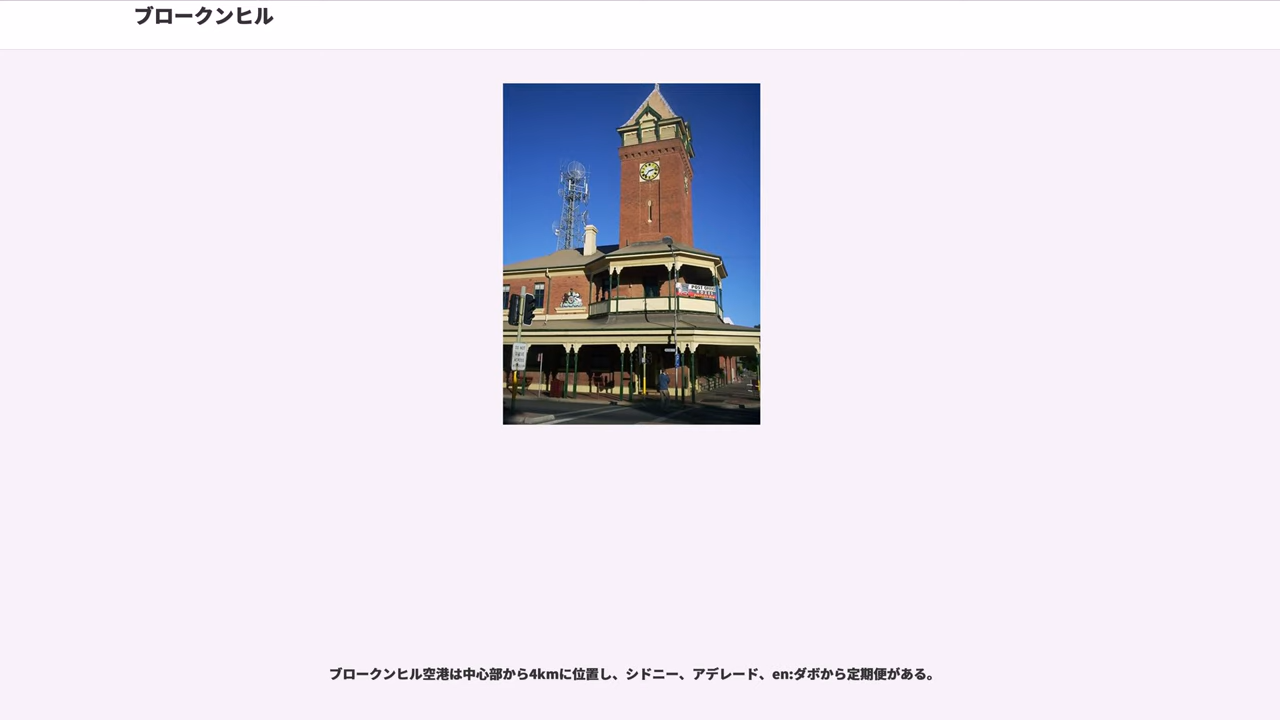 ブロークンヒル
POST
ブロークンヒル空港は中心部から4kmに位置し、シドニー、アデレード、en:ダボから定期便がある。